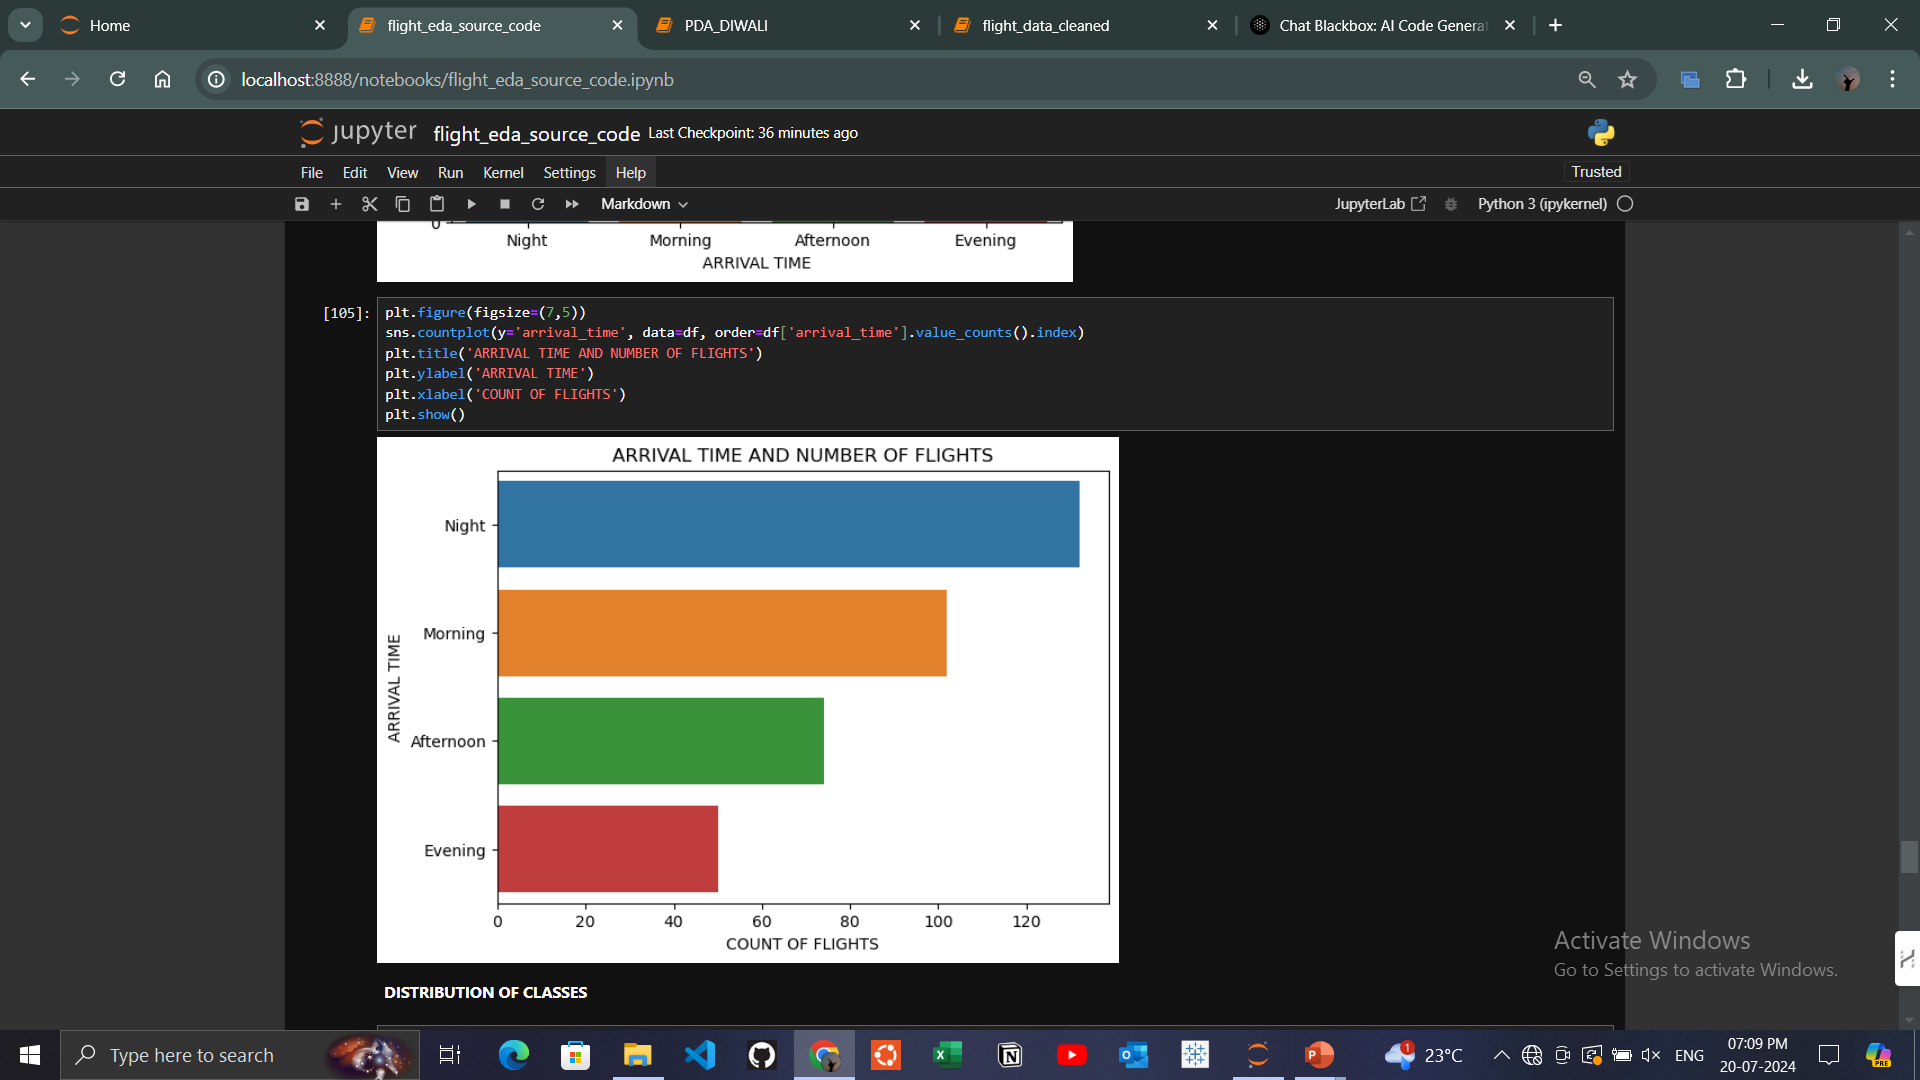 Home
flight_eda_source_code
PDA_DIWALI
flight_data_cleaned
Chat Blackbox: AI Code Generat
localhost:8888/notebooks/flight_eda_source_code.ipynb
jupyter flight_eda_source_code Last Checkpoint: 36 minutes ago
File Edit View Run Kernel Settings Help
Trusted
Markdown
JupyterLab
Python 3 (ipykernel)
0
Night Morning Afternoon Evening
ARRIVAL TIME
[105]:
plt.figure(figsize=(7,5))
sns.countplot(y='arrival_time', data=df, order=df['arrival_time'].value_counts().index)
plt.title('ARRIVAL TIME AND NUMBER OF FLIGHTS')
plt.ylabel('ARRIVAL TIME')
plt.xlabel('COUNT OF FLIGHTS')
plt.show()
ARRIVAL TIME AND NUMBER OF FLIGHTS
Night
Morning
Afternoon
Evening
ARRIVAL TIME
0 20 40 60 80 100 120
COUNT OF FLIGHTS
DISTRIBUTION OF CLASSES
Activate Windows
Go to Settings to activate Windows.
Type here to search
1
23°C
ENG
07:09 PM
20-07-2024
PRE